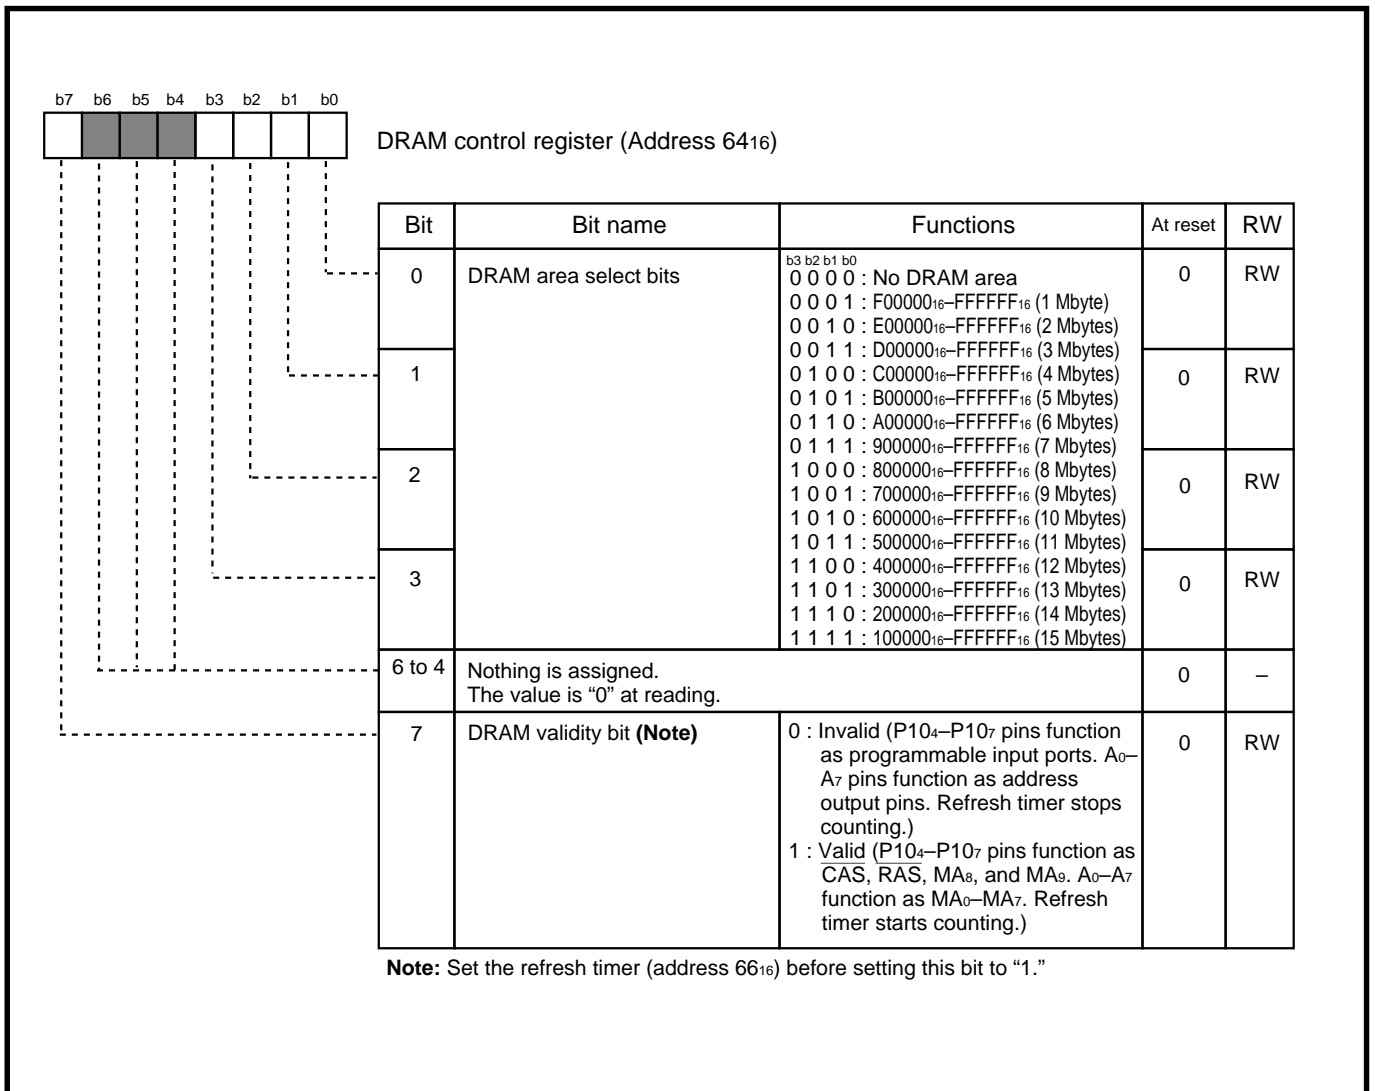 b7 b6 b5 b4 b3 b2 b1 b0
DRAM control register (Address 6416)
Bit Bit name Functions At reset RW
b3 b2 b1 b0
0 DRAM area select bits 0 0 0 0 : No DRAM area 0 RW
0 0 0 1 : F0000016–FFFFFF16 (1 Mbyte)
0 0 1 0 : E0000016–FFFFFF16 (2 Mbytes)
0 0 1 1 : D0000016–FFFFFF16 (3 Mbytes)
1 0 1 0 0 : C0000016–FFFFFF16 (4 Mbytes) 0 RW
0 1 0 1 : B0000016–FFFFFF16 (5 Mbytes)
0 1 1 0 : A0000016–FFFFFF16 (6 Mbytes)
0 1 1 1 : 90000016–FFFFFF16 (7 Mbytes)
2 1 0 0 0 : 80000016–FFFFFF16 (8 Mbytes) 0 RW
1 0 0 1 : 70000016–FFFFFF16 (9 Mbytes)
1 0 1 0 : 60000016–FFFFFF16 (10 Mbytes)
1 0 1 1 : 50000016–FFFFFF16 (11 Mbytes)
1 1 0 0 : 40000016–FFFFFF16 (12 Mbytes)
3 1 1 0 1 : 30000016–FFFFFF16 (13 Mbytes) 0 RW
1 1 1 0 : 20000016–FFFFFF16 (14 Mbytes)
1 1 1 1 : 10000016–FFFFFF16 (15 Mbytes)
6 to 4 Nothing is assigned. 0 –
The value is “0” at reading.
7 DRAM validity bit (Note) 0 : Invalid (P104–P107 pins function 0 RW
as programmable input ports. A0–
A7 pins function as address
output pins. Refresh timer stops
counting.)
1 : Valid (P104–P107 pins function as
CAS, RAS, MA8, and MA9. A0–A7
function as MA0–MA7. Refresh
timer starts counting.)
Note: Set the refresh timer (address 6616) before setting this bit to “1.”